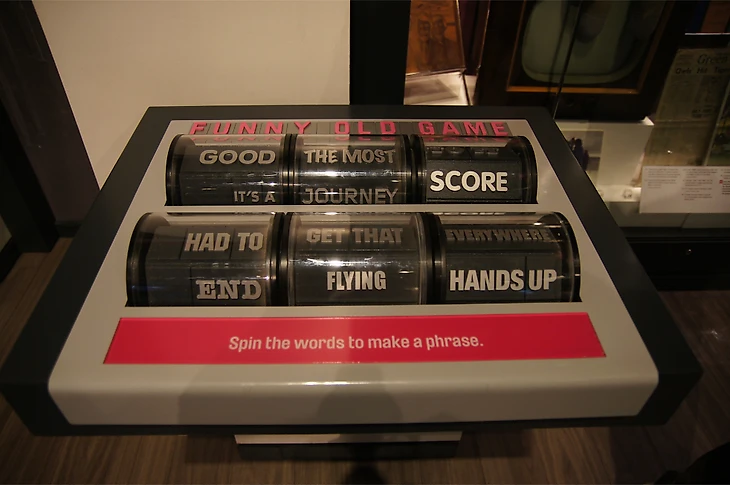 FUNNY OLD GAME
GOOD THE MOST
SCORE
IT'S A JOURNEY
HAD TO GET THAT EVERYWHERE
END FLYING HANDS UP
Spin the words to make a phrase.